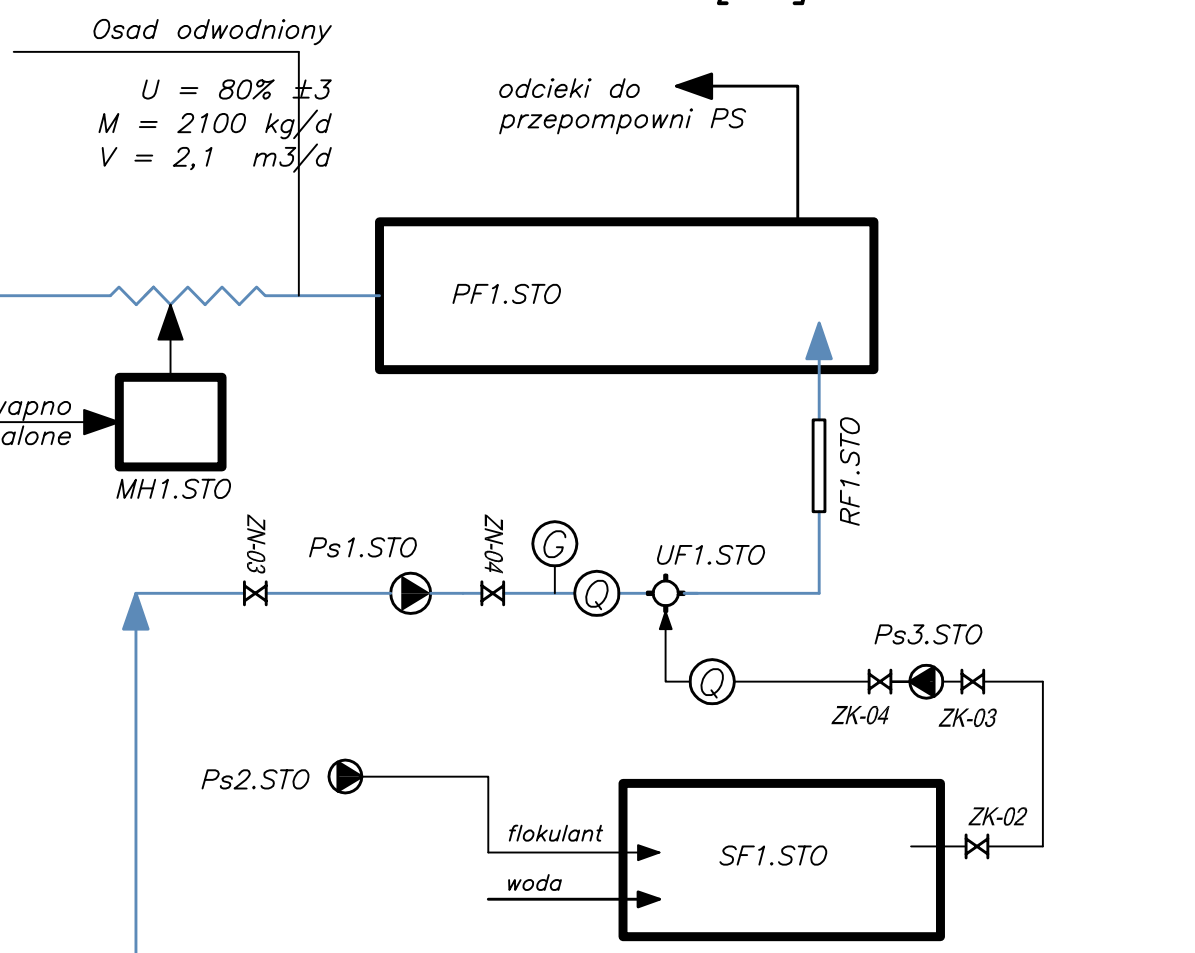 Osad odwodniony
U = 80% ±3
M = 2100 kg/d
V = 2,1 m3/d
odcieki do
przepompowni PS
PF1.STO
RF1.STO
MH1.STO
ZN-03
Ps1.STO
ZN-04
G
Q
UF1.STO
Ps3.STO
Q
ZK-04
ZK-03
Ps2.STO
flokulant
woda
SF1.STO
ZK-02